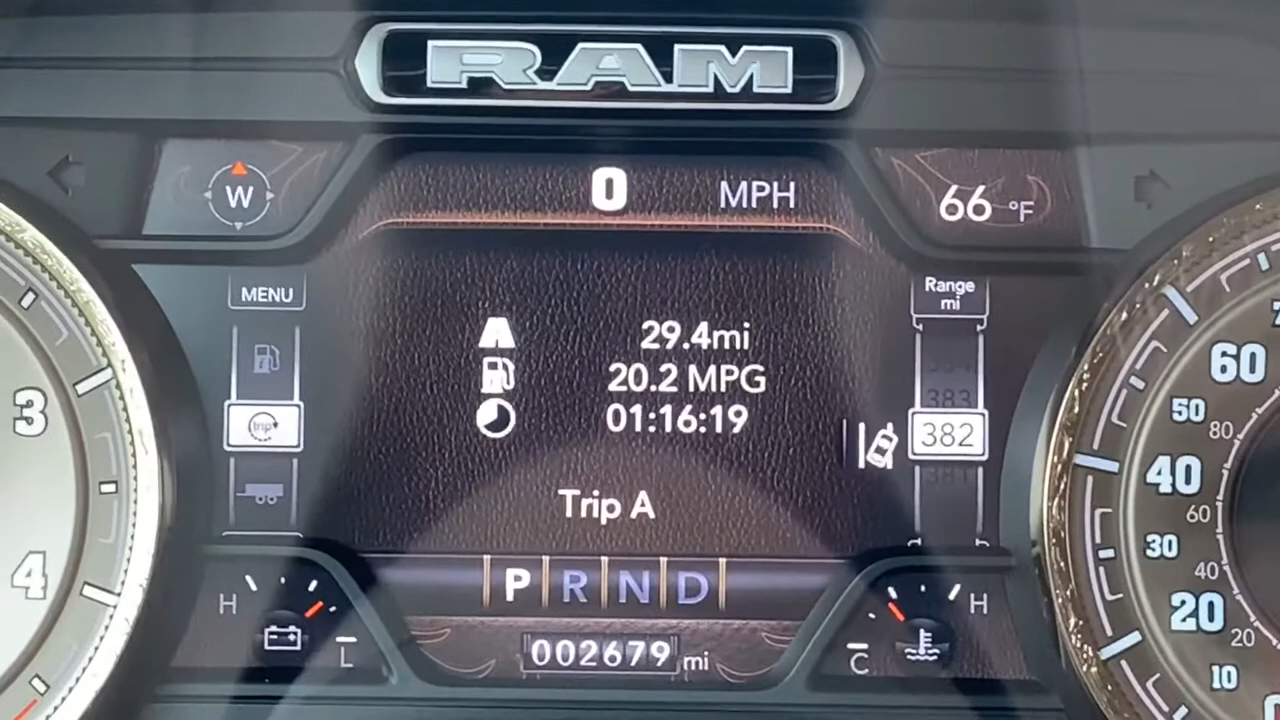 RAM
W
0 MPH
66 °F
MENU
Range
mi
29.4mi
20.2 MPG
01:16:19
trip
383
382
Trip A
P R N D
H
L
C
H
002679 mi
3
4
60
50
80
40
60
30
40
20
20
10